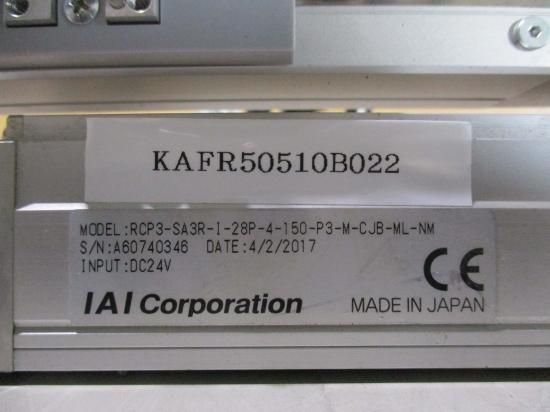 KAFR50510B022
MODEL:RCP3-SA3R-I-28P-4-150-P3-M-CJB-ML-NM
S/N:A60740346 DATE:4/2/2017
INPUT:DC24V
IAI Corporation
CE
MADE IN JAPAN